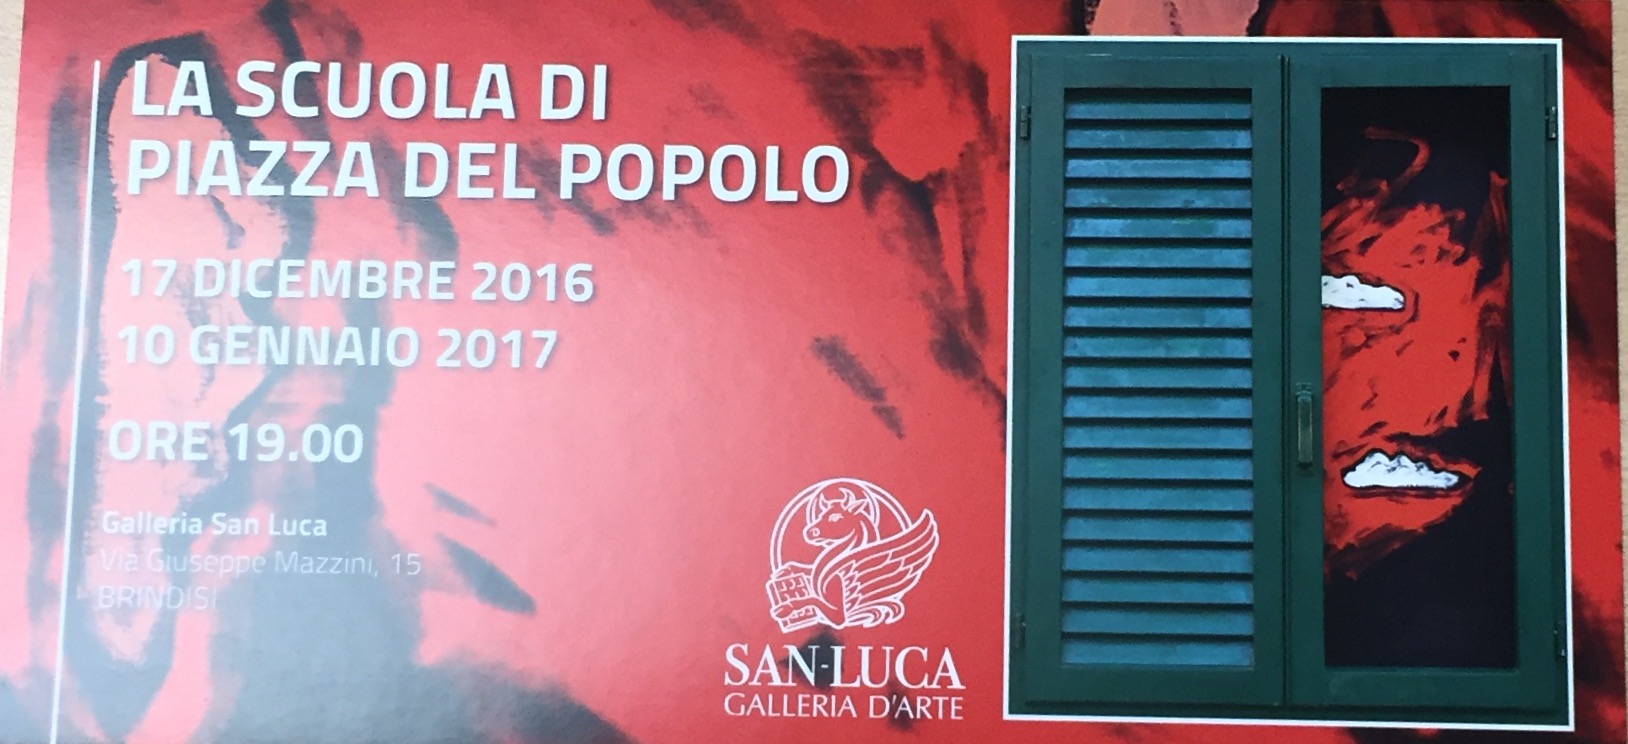 LA SCUOLA DI
PIAZZA DEL POPOLO
17 DICEMBRE 2016
10 GENNAIO 2017
ORE 19.00
Galleria San Luca
Via Giuseppe Mazzini, 15
BRINDISI
SAN-LUCA
GALLERIA D'ARTE